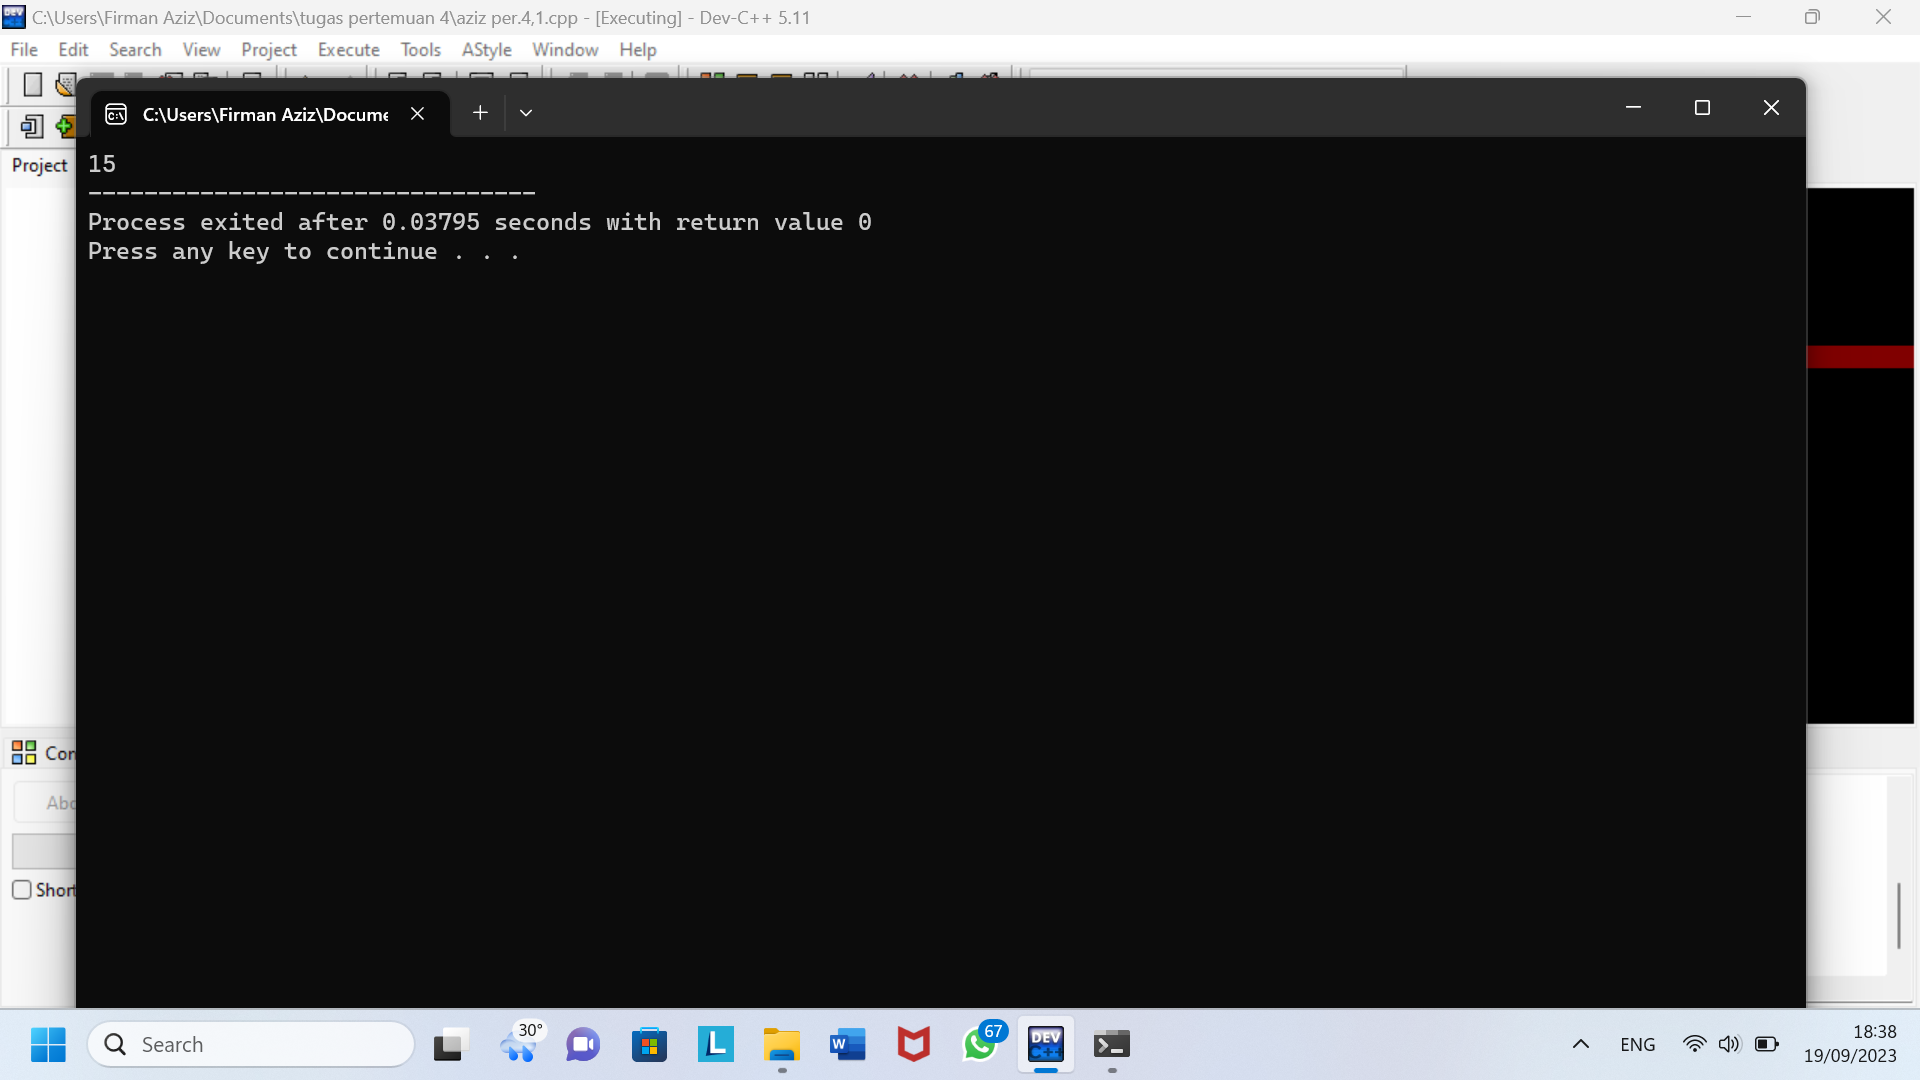 C:\Users\Firman Aziz\Documents\tugas pertemuan 4\aziz per.4,1.cpp - [Executing] - Dev-C++ 5.11
File Edit Search View Project Execute Tools AStyle Window Help
C:\Users\Firman Aziz\Docume
Project
15
--------------------------------
Process exited after 0.03795 seconds with return value 0
Press any key to continue . . .
Search
30°
67
DEV C++
ENG
18:38
19/09/2023